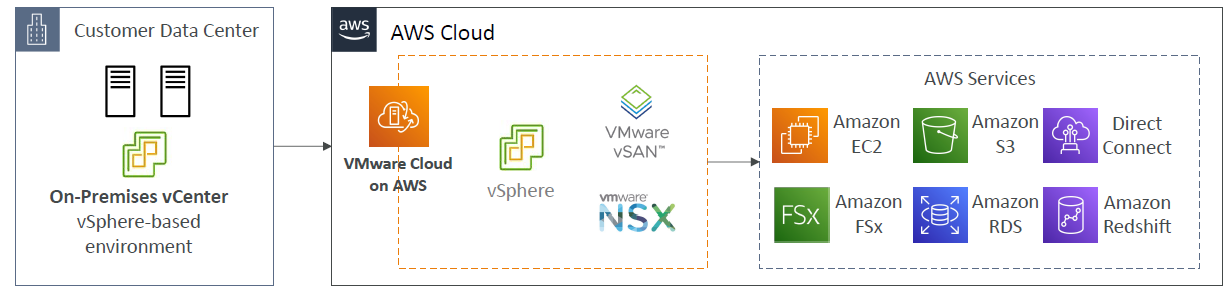 Customer Data Center
On-Premises vCenter
vSphere-based
environment
aws
AWS Cloud
VMware Cloud
on AWS
vSphere
VMware
vSAN™
vmware®
NSX
AWS Services
Amazon
EC2
Amazon
S3
Direct
Connect
FSx
Amazon
FSx
Amazon
RDS
Amazon
Redshift